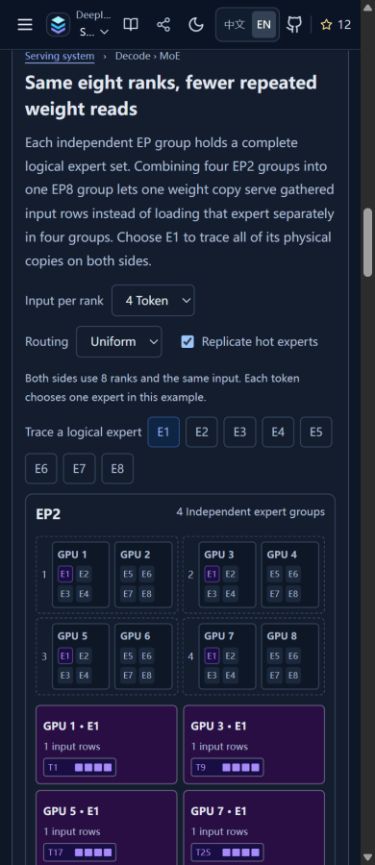 Deepl...
S...
中文
EN
12
Serving system › Decode › MoE
Same eight ranks, fewer repeated
weight reads
Each independent EP group holds a complete
logical expert set. Combining four EP2 groups into
one EP8 group lets one weight copy serve gathered
input rows instead of loading that expert separately
in four groups. Choose E1 to trace all of its physical
copies on both sides.
Input per rank 4 Token
Routing Uniform Replicate hot experts
Both sides use 8 ranks and the same input. Each token
chooses one expert in this example.
Trace a logical expert E1 E2 E3 E4 E5
E6 E7 E8
EP2 4 Independent expert groups
GPU 1 GPU 2 GPU 3 GPU 4
1 E1 E2 E5 E6 2 E1 E2 E5 E6
E3 E4 E7 E8 E3 E4 E7 E8
GPU 5 GPU 6 GPU 7 GPU 8
3 E1 E2 E5 E6 4 E1 E2 E5 E6
E3 E4 E7 E8 E3 E4 E7 E8
GPU 1 • E1 GPU 3 • E1
1 input rows 1 input rows
T1 T9
GPU 5 • E1 GPU 7 • E1
1 input rows 1 input rows
T17 T25